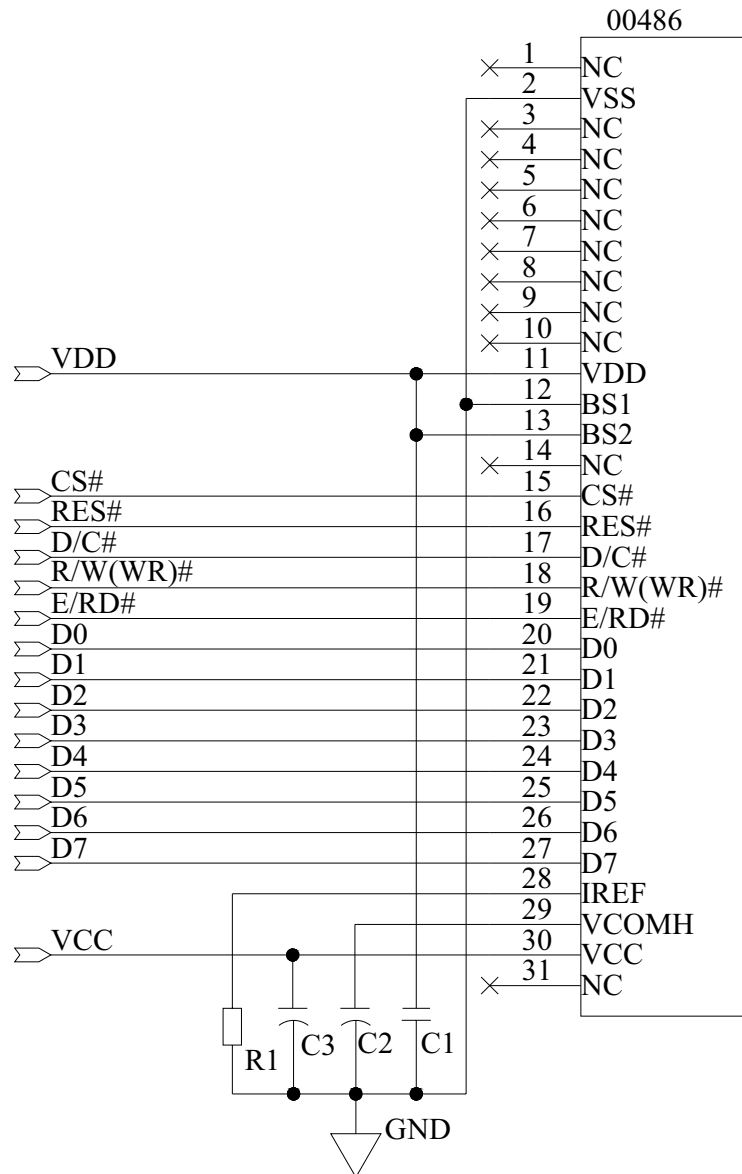 00486
1 NC
2 VSS
3 NC
4 NC
5 NC
6 NC
7 NC
8 NC
9 NC
10 NC
VDD 11 VDD
12 BS1
13 BS2
14 NC
CS# 15 CS#
RES# 16 RES#
D/C# 17 D/C#
R/W(WR)# 18 R/W(WR)#
E/RD# 19 E/RD#
D0 20 D0
D1 21 D1
D2 22 D2
D3 23 D3
D4 24 D4
D5 25 D5
D6 26 D6
D7 27 D7
28 IREF
29 VCOMH
VCC 30 VCC
31 NC
R1 C3 C2 C1
GND